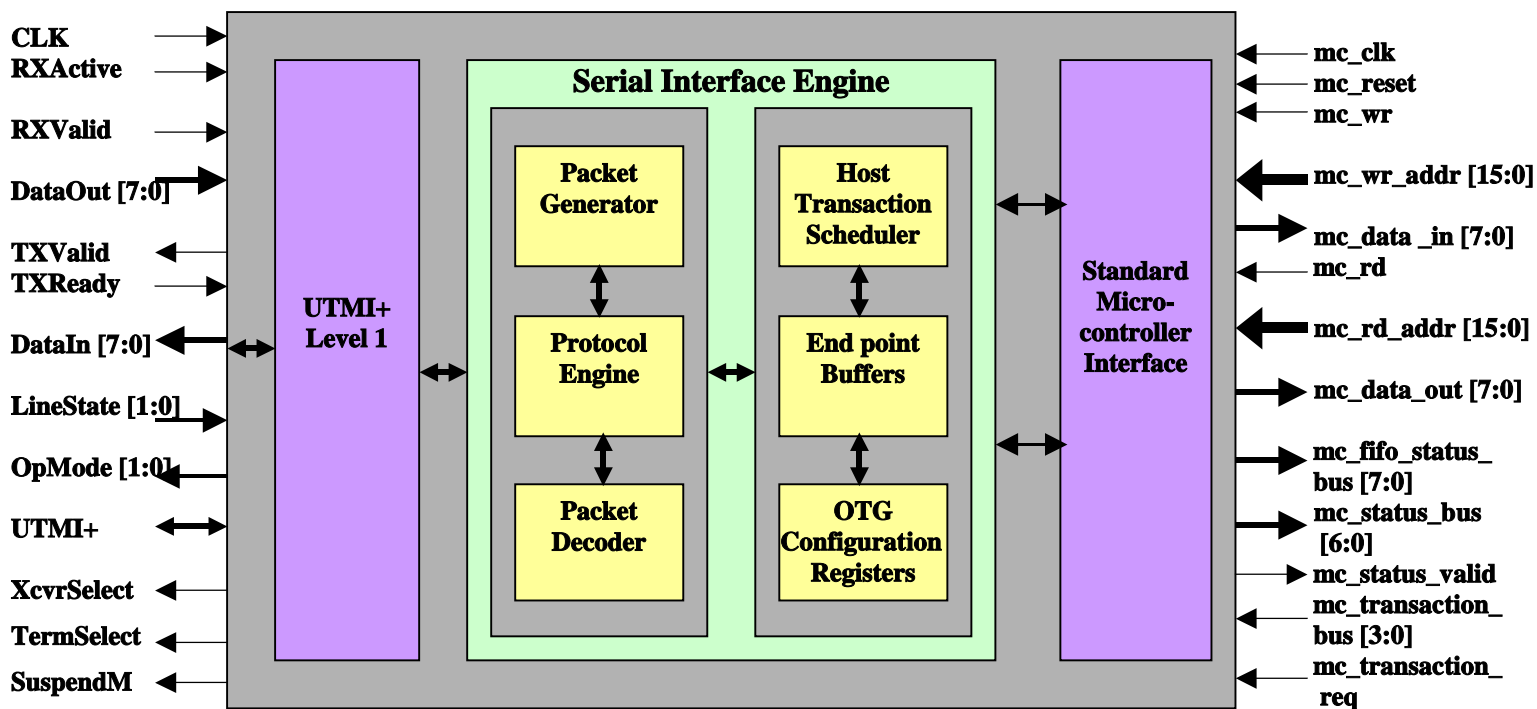 CLK
RXActive
RXValid
DataOut [7:0]
TXValid
TXReady
DataIn [7:0]
LineState [1:0]
OpMode [1:0]
UTMI+
XcvrSelect
TermSelect
SuspendM
UTMI+
Level 1
Serial Interface Engine
Packet
Generator
Protocol
Engine
Packet
Decoder
Host
Transaction
Scheduler
End point
Buffers
OTG
Configuration
Registers
Standard
Micro-
controller
Interface
mc_clk
mc_reset
mc_wr
mc_wr_addr [15:0]
mc_data _in [7:0]
mc_rd
mc_rd_addr [15:0]
mc_data_out [7:0]
mc_fifo_status_
bus [7:0]
mc_status_bus
[6:0]
mc_status_valid
mc_transaction_
bus [3:0]
mc_transaction_
req